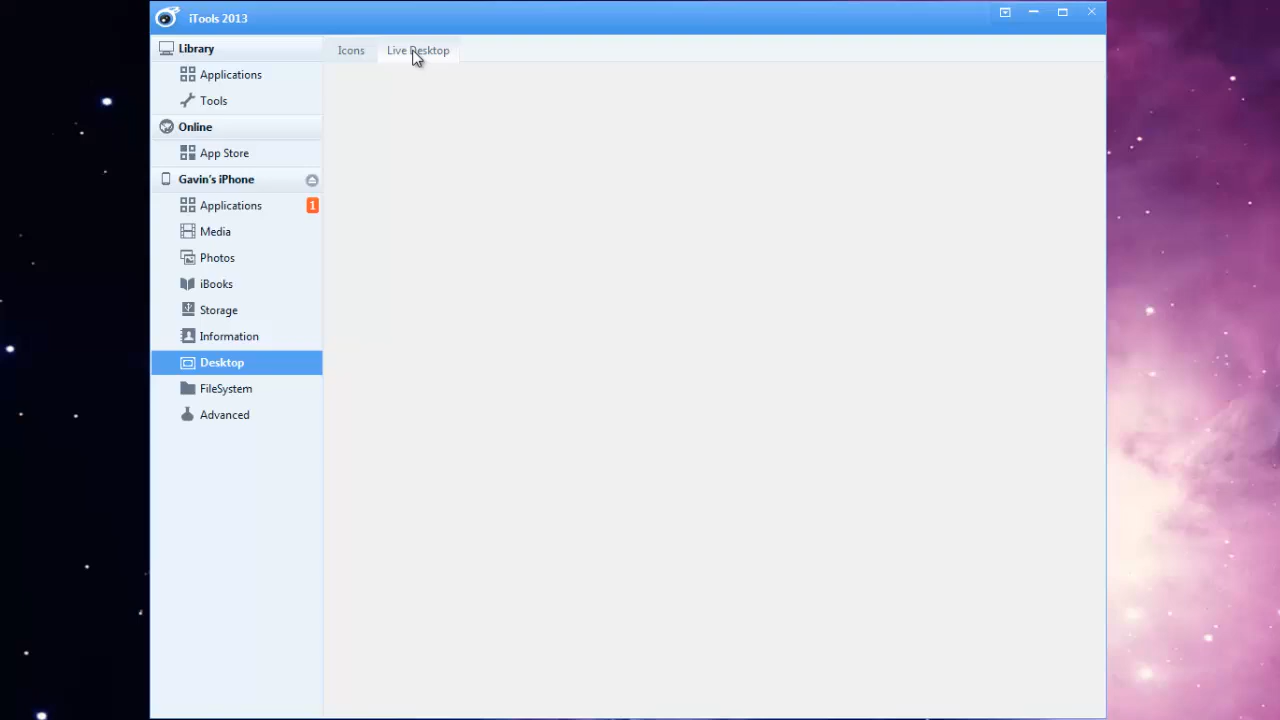 iTools 2013
Library
Icons
Live Desktop
Applications
Tools
Online
App Store
Gavin's iPhone
Applications 1
Media
Photos
iBooks
Storage
Information
Desktop
FileSystem
Advanced